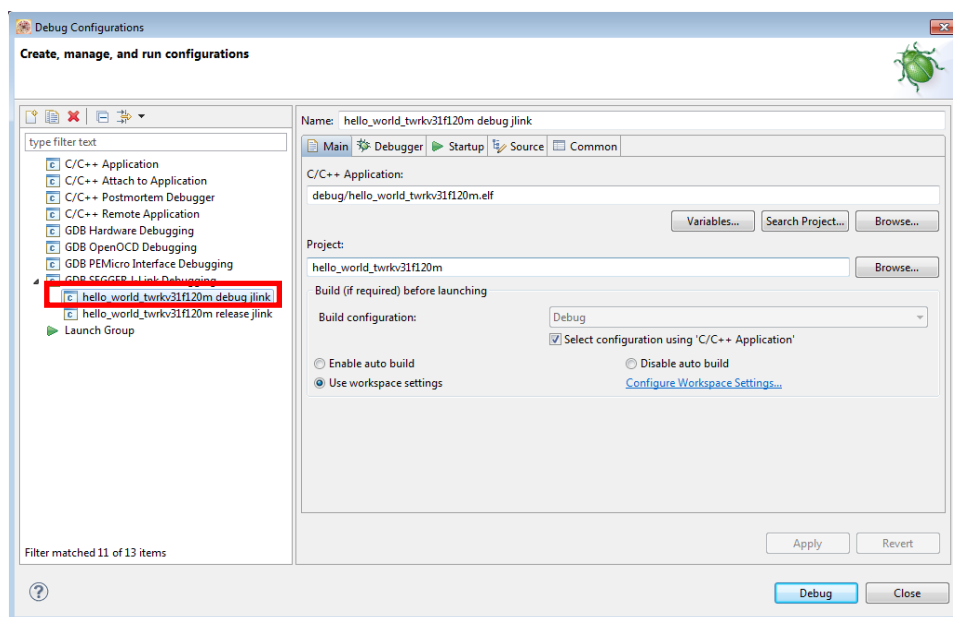 Debug Configurations
Create, manage, and run configurations
type filter text
C/C++ Application
C/C++ Attach to Application
C/C++ Postmortem Debugger
C/C++ Remote Application
GDB Hardware Debugging
GDB OpenOCD Debugging
GDB PEMicro Interface Debugging
GDB SEGGER J-Link Debugging
hello_world_twrkv31f120m debug jlink
hello_world_twrkv31f120m release jlink
Launch Group
Filter matched 11 of 13 items
Name: hello_world_twrkv31f120m debug jlink
Main Debugger Startup Source Common
C/C++ Application:
debug/hello_world_twrkv31f120m.elf
Variables... Search Project... Browse...
Project:
hello_world_twrkv31f120m Browse...
Build (if required) before launching
Build configuration: Debug
Select configuration using 'C/C++ Application'
Enable auto build Disable auto build
Use workspace settings Configure Workspace Settings...
Apply Revert
Debug Close